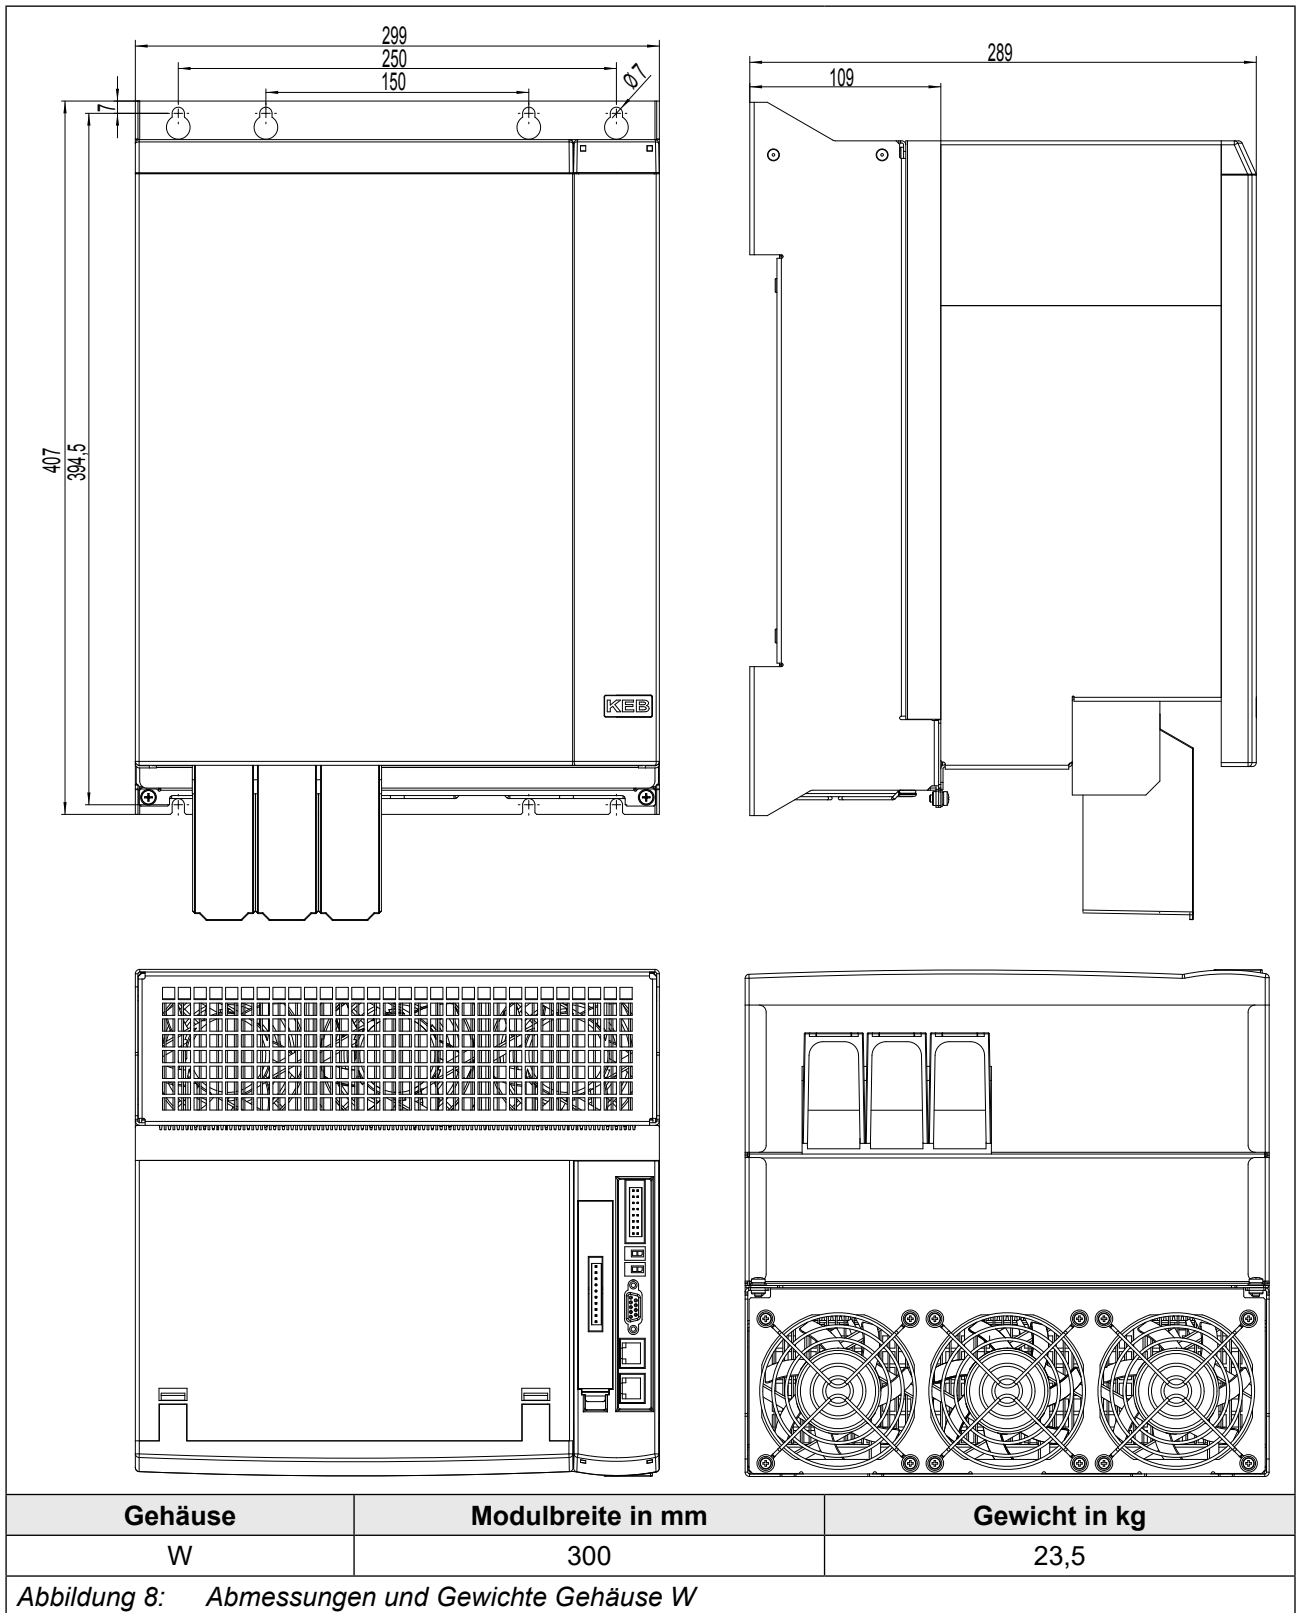 299
250
150
Ø7
7
407
394,5
KEB
289
109
Gehäuse Modulbreite in mm Gewicht in kg
W 300 23,5
Abbildung 8: Abmessungen und Gewichte Gehäuse W